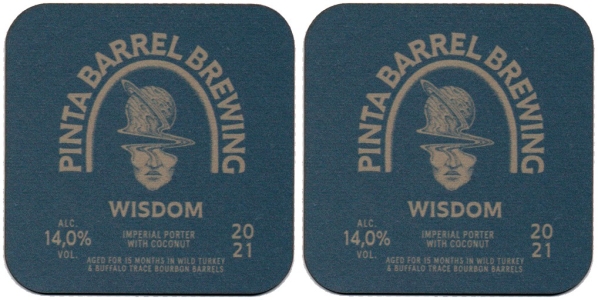 PINTA BARREL BREWING
WISDOM
ALC.
14,0%
VOL.
IMPERIAL PORTER
WITH COCONUT
20
21
AGED FOR 15 MONTHS IN WILD TURKEY
& BUFFALO TRACE BOURBON BARRELS
PINTA BARREL BREWING
WISDOM
ALC.
14,0%
VOL.
IMPERIAL PORTER
WITH COCONUT
20
21
AGED FOR 15 MONTHS IN WILD TURKEY
& BUFFALO TRACE BOURBON BARRELS